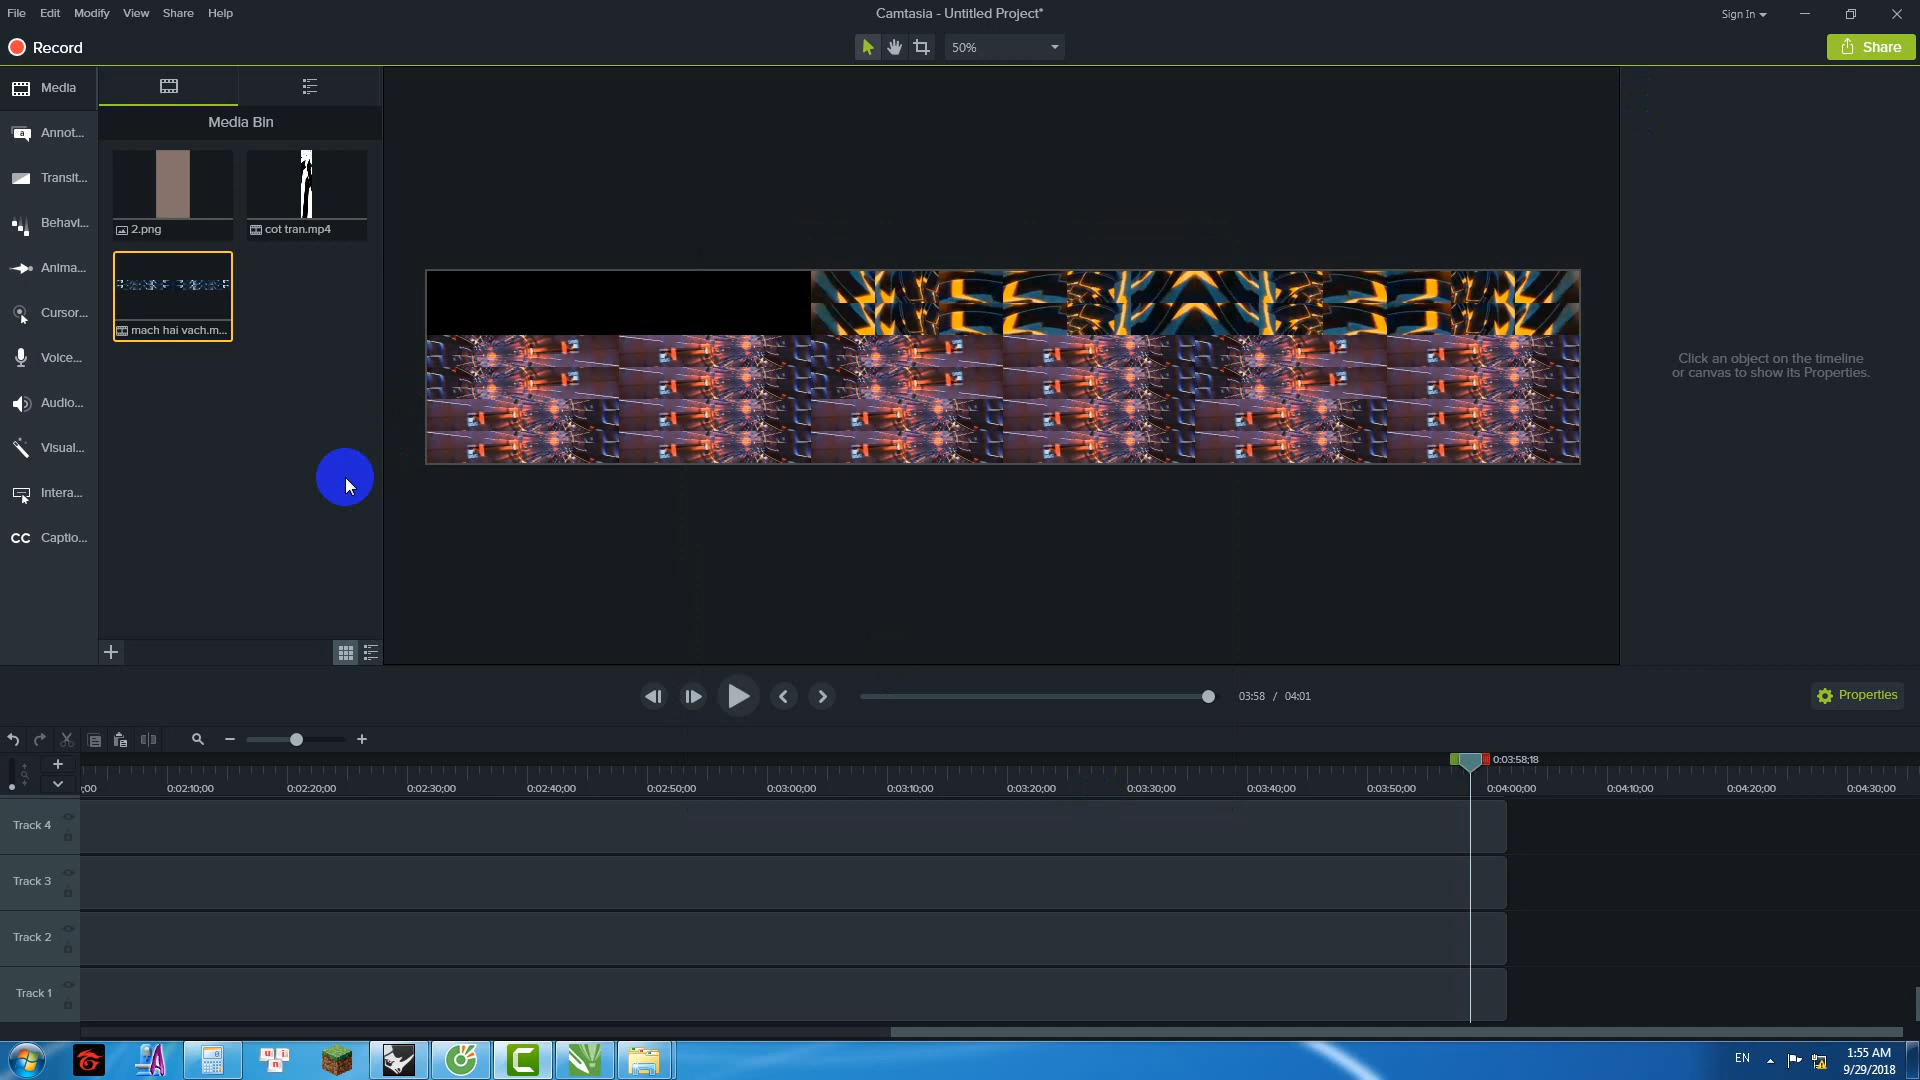 File Edit Modify View Share Help
Camtasia - Untitled Project*
Sign In
Record
50%
Share
Media
Annot...
Transit...
Behavi...
Anima...
Cursor...
Voice...
Audio...
Visual...
Intera...
CC Captio...
Media Bin
2.png
cot tran.mp4
mach hai vach.m...
Click an object on the timeline
or canvas to show its Properties.
03:58 / 04:01
Properties
0:03:58;18
;00 0:02:10;00 0:02:20;00 0:02:30;00 0:02:40;00 0:02:50;00 0:03:00;00 0:03:10;00 0:03:20;00 0:03:30;00 0:03:40;00 0:03:50;00 0:04:00;00 0:04:10;00 0:04:20;00 0:04:30;00
Track 4
Track 3
Track 2
Track 1
EN
1:55 AM
9/29/2018